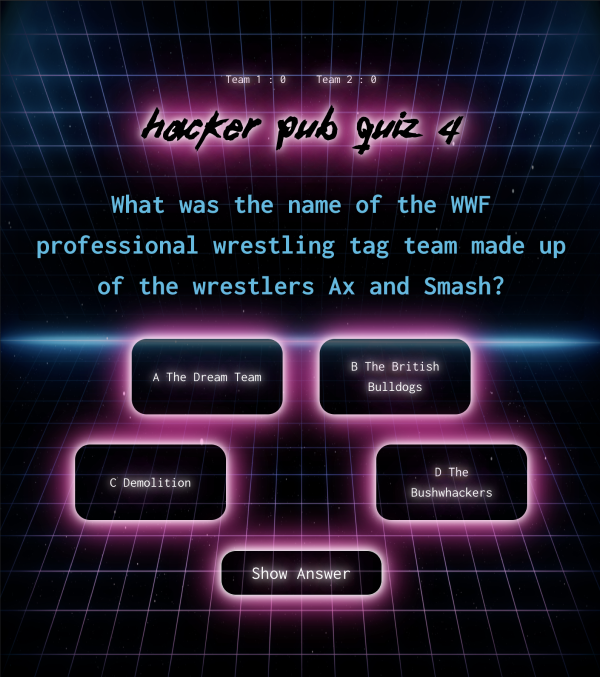 Team 1 : 0 Team 2 : 0
hacker pub quiz 4
What was the name of the WWF
professional wrestling tag team made up
of the wrestlers Ax and Smash?
A The Dream Team
B The British
Bulldogs
C Demolition
D The
Bushwhackers
Show Answer